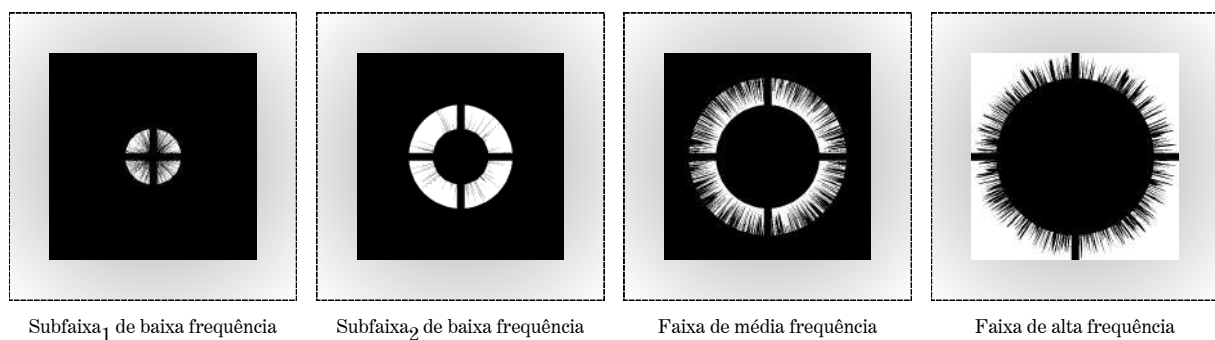 Subfaixa1 de baixa frequência
Subfaixa2 de baixa frequência
Faixa de média frequência
Faixa de alta frequência